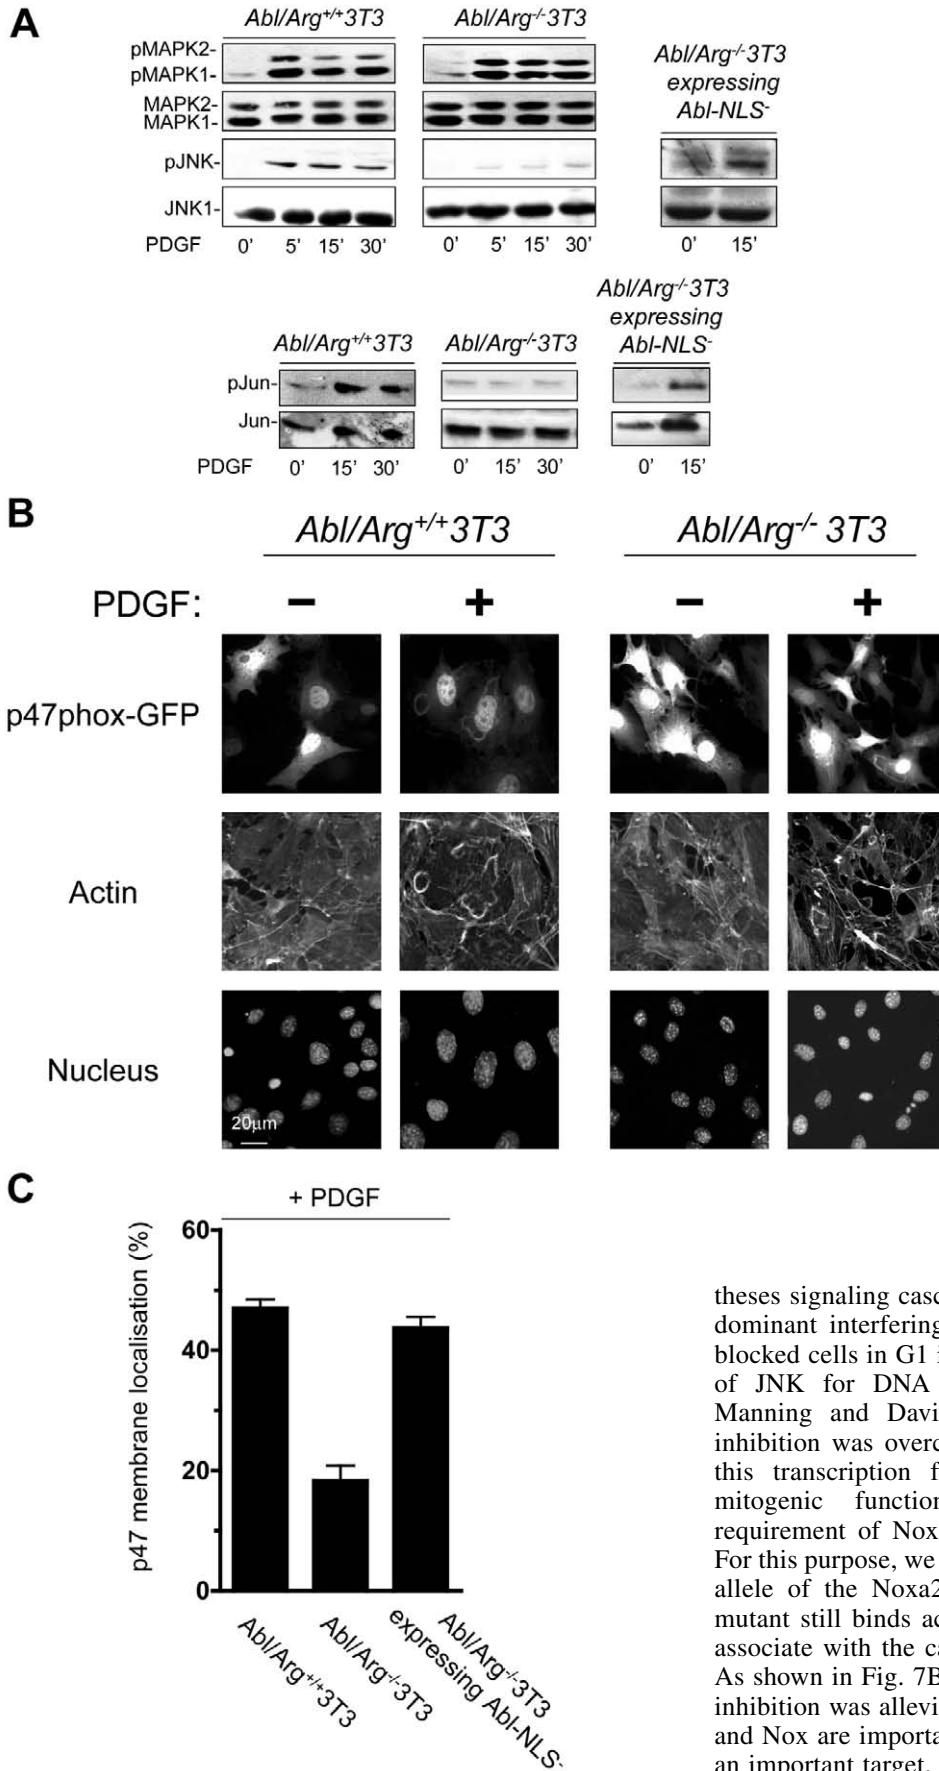 A
Abl/Arg+/+3T3
Abl/Arg-/-3T3
Abl/Arg-/-3T3
expressing
Abl-NLS-
pMAPK2-
pMAPK1-
MAPK2-
MAPK1-
pJNK-
JNK1-
PDGF 0’ 5’ 15’ 30’ 0’ 5’ 15’ 30’ 0’ 15’
Abl/Arg+/+3T3
Abl/Arg-/-3T3
Abl/Arg-/-3T3
expressing
Abl-NLS-
pJun-
Jun-
PDGF 0’ 15’ 30’ 0’ 15’ 30’ 0’ 15’
B
Abl/Arg+/+3T3
Abl/Arg-/- 3T3
PDGF: – + – +
p47phox-GFP
Actin
Nucleus
20µm
C
+ PDGF
p47 membrane localisation (%)
60
40
20
0
Abl/Arg+/+3T3
Abl/Arg-/-3T3
Abl/Arg-/-3T3
expressing Abl-NLS-
theses signaling casc
dominant interfering
blocked cells in G1 i
of JNK for DNA
Manning and Davi
inhibition was overc
this transcription f
mitogenic function
requirement of Nox
For this purpose, we
allele of the Noxa2
mutant still binds ac
associate with the ca
As shown in Fig. 7B
inhibition was allevi
and Nox are importa
an important target.